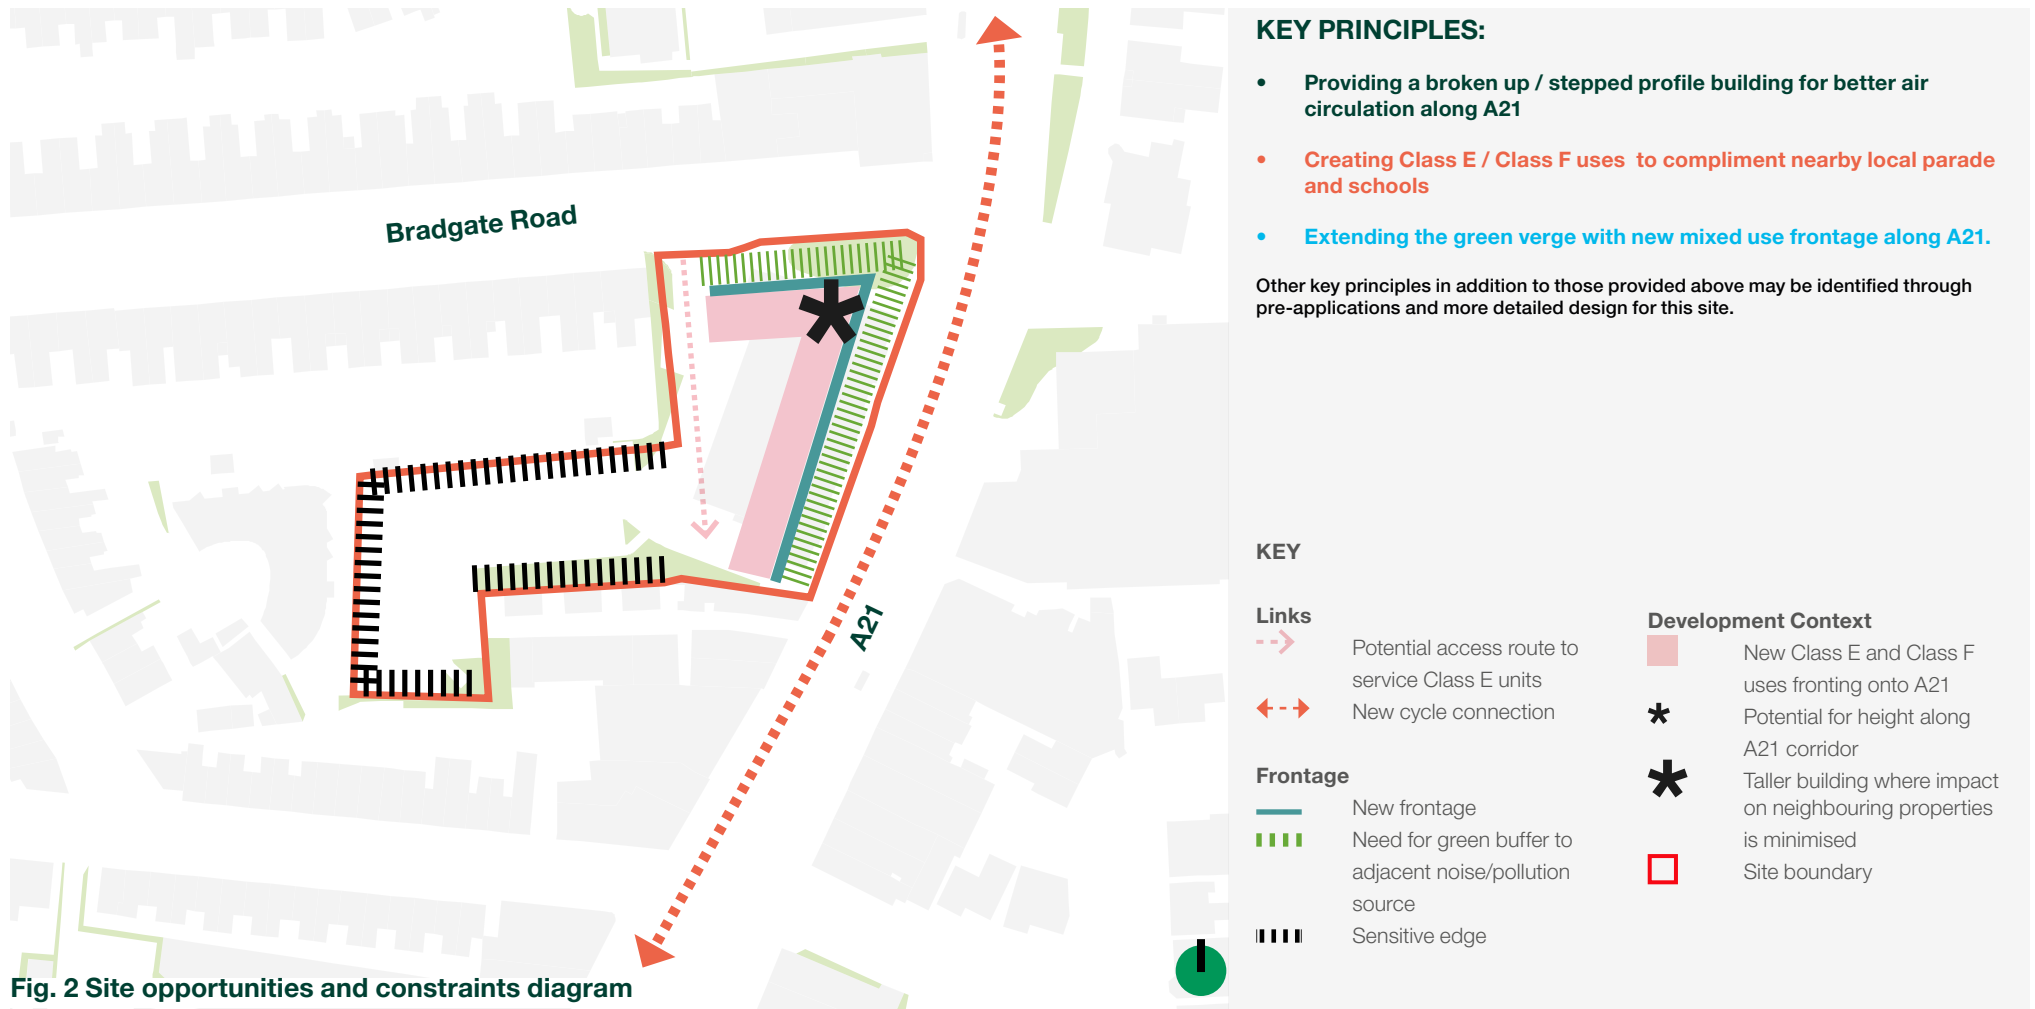 Bradgate Road
A21
Fig. 2 Site opportunities and constraints diagram
KEY PRINCIPLES:
• Providing a broken up / stepped profile building for better air
circulation along A21
• Creating Class E / Class F uses  to compliment nearby local parade
and schools
• Extending the green verge with new mixed use frontage along A21.
Other key principles in addition to those provided above may be identified through
pre-applications and more detailed design for this site.
KEY
Links
Potential access route to
service Class E units
New cycle connection
Frontage
New frontage
Need for green buffer to
adjacent noise/pollution
source
Sensitive edge
Development Context
New Class E and Class F
uses fronting onto A21
Potential for height along
A21 corridor
Taller building where impact
on neighbouring properties
is minimised
Site boundary